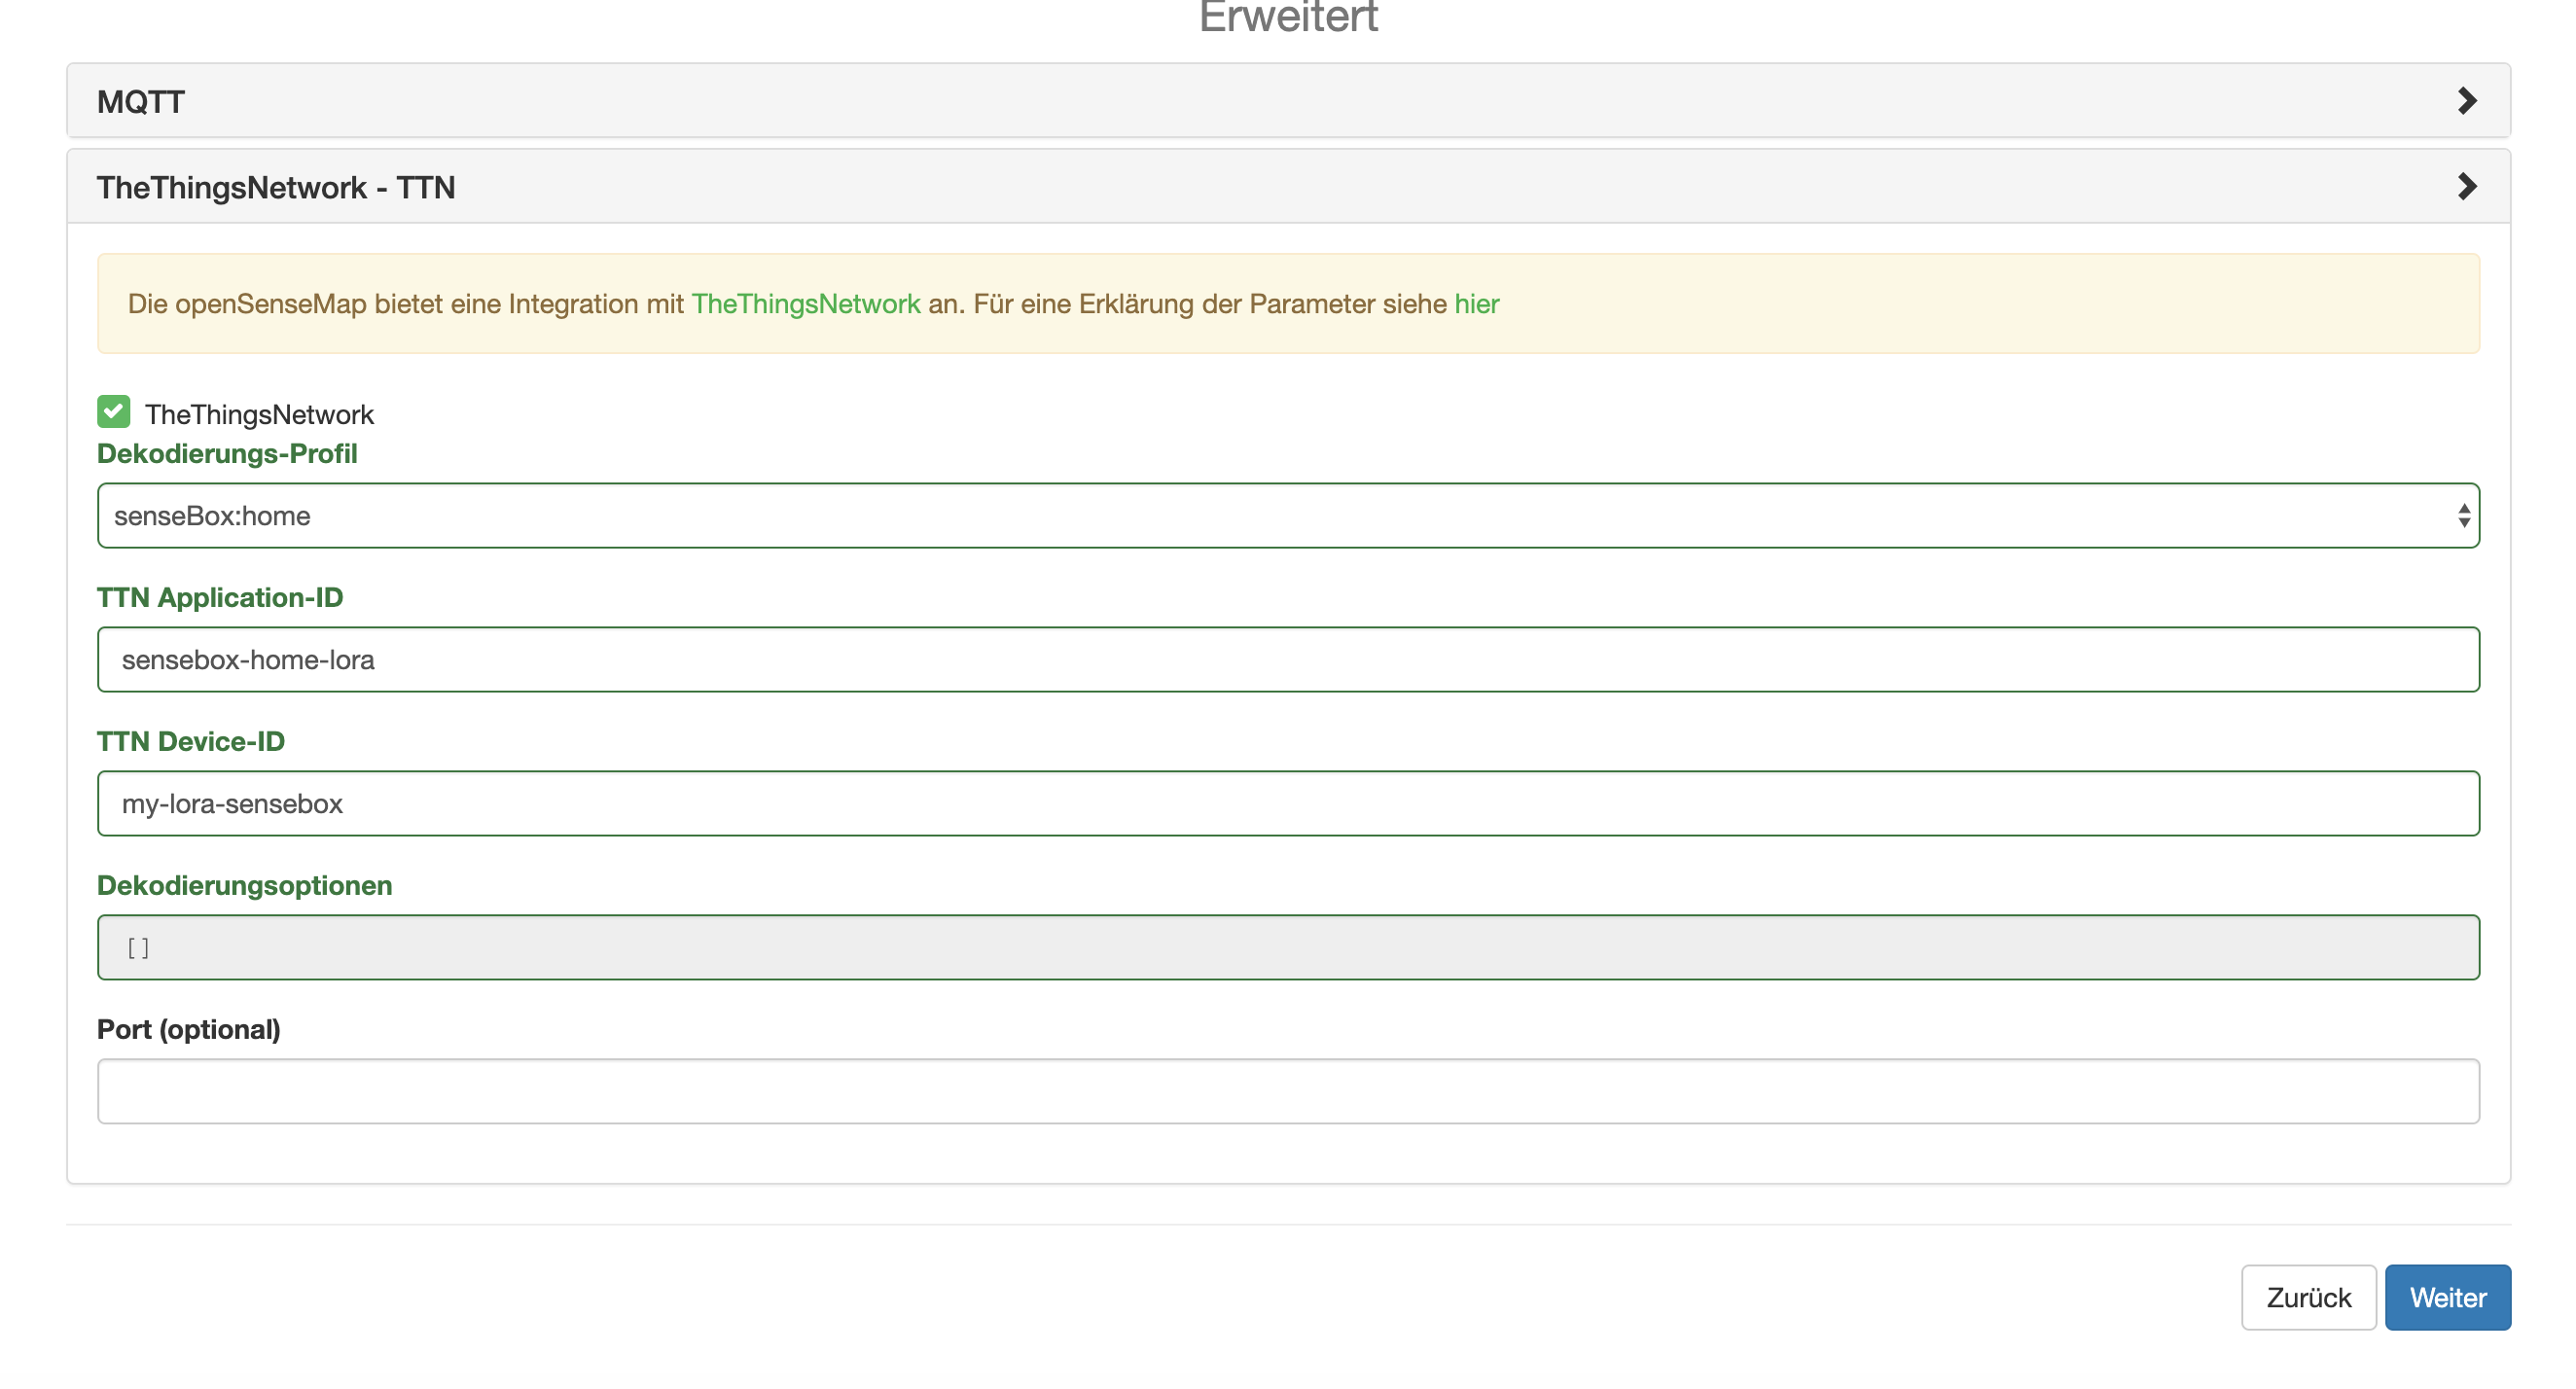 Erweitert
MQTT
TheThingsNetwork - TTN
Die openSenseMap bietet eine Integration mit TheThingsNetwork an. Für eine Erklärung der Parameter siehe hier
TheThingsNetwork
Dekodierungs-Profil
senseBox:home
TTN Application-ID
sensebox-home-lora
TTN Device-ID
my-lora-sensebox
Dekodierungsoptionen
[]
Port (optional)
Zurück Weiter